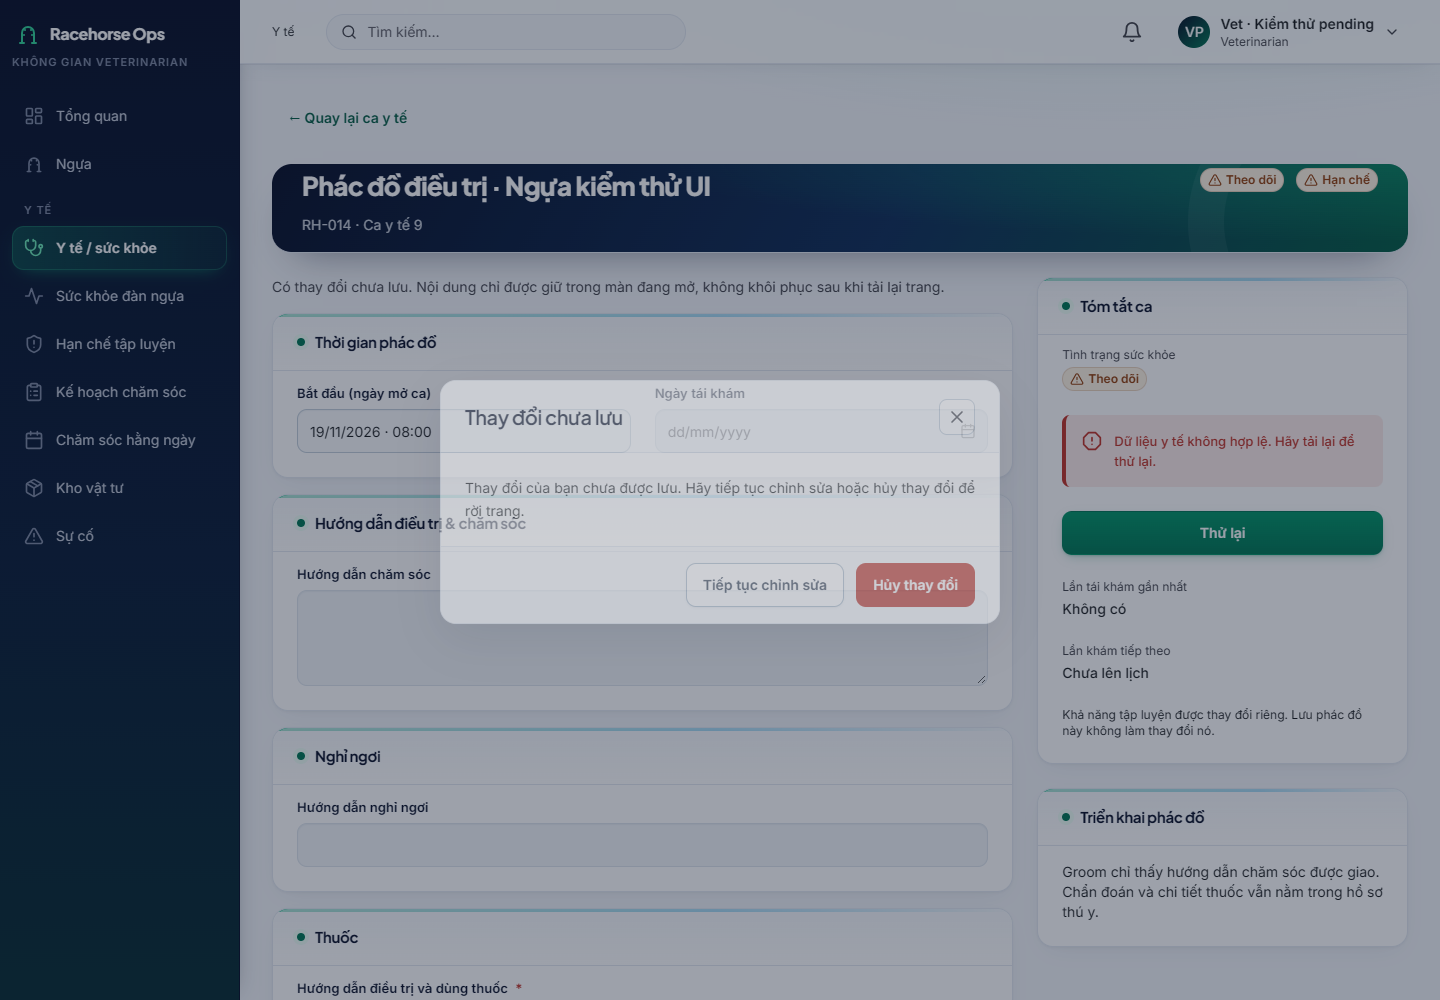 Racehorse Ops
KHÔNG GIAN VETERINARIAN
Tổng quan
Ngựa
Y TẾ
Y tế / sức khỏe
Sức khỏe đàn ngựa
Hạn chế tập luyện
Kế hoạch chăm sóc
Chăm sóc hằng ngày
Kho vật tư
Sự cố
Y tế
Tìm kiếm...
VP
Vet · Kiểm thử pending
Veterinarian
← Quay lại ca y tế
Phác đồ điều trị · Ngựa kiểm thử UI
RH-014 · Ca y tế 9
Theo dõi
Hạn chế
Có thay đổi chưa lưu. Nội dung chỉ được giữ trong màn đang mở, không khôi phục sau khi tải lại trang.
Thời gian phác đồ
Bắt đầu (ngày mở ca)
19/11/2026 · 08:00
Ngày tái khám
dd/mm/yyyy
Hướng dẫn điều trị & chăm sóc
Hướng dẫn chăm sóc
Nghỉ ngơi
Hướng dẫn nghỉ ngơi
Thuốc
Hướng dẫn điều trị và dùng thuốc *
Thay đổi chưa lưu
Thay đổi của bạn chưa được lưu. Hãy tiếp tục chỉnh sửa hoặc hủy thay đổi để
rời trang.
Tiếp tục chỉnh sửa
Hủy thay đổi
Tóm tắt ca
Tình trạng sức khỏe
Theo dõi
Dữ liệu y tế không hợp lệ. Hãy tải lại để
thử lại.
Thử lại
Lần tái khám gần nhất
Không có
Lần khám tiếp theo
Chưa lên lịch
Khả năng tập luyện được thay đổi riêng. Lưu phác đồ
này không làm thay đổi nó.
Triển khai phác đồ
Groom chỉ thấy hướng dẫn chăm sóc được giao.
Chẩn đoán và chi tiết thuốc vẫn nằm trong hồ sơ
thú y.